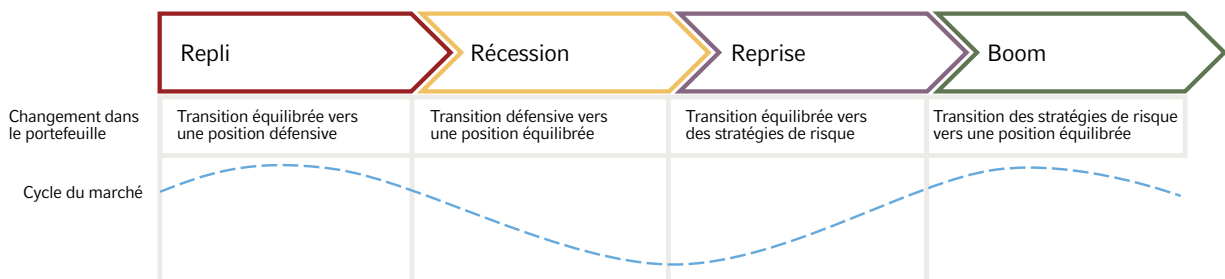 Repli
Récession
Reprise
Boom
Changement dans
le portefeuille
Transition équilibrée vers
une position défensive
Transition défensive vers
une position équilibrée
Transition équilibrée vers
des stratégies de risque
Transition des stratégies de risque
vers une position équilibrée
Cycle du marché